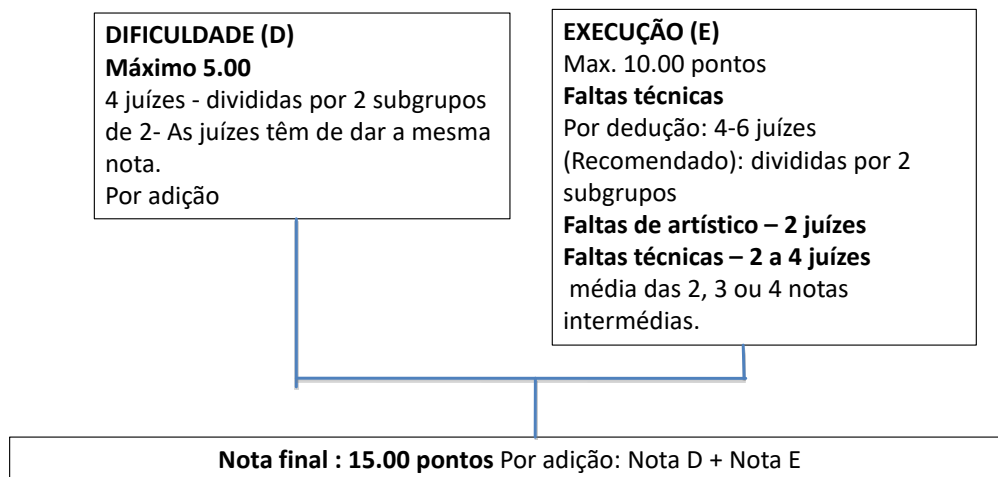 DIFICULDADE (D)
Máximo 5.00
4 juízes - divididas por 2 subgrupos
de 2- As juízes têm de dar a mesma
nota.
Por adição
EXECUÇÃO (E)
Max. 10.00 pontos
Faltas técnicas
Por dedução: 4-6 juízes
(Recomendado): divididas por 2
subgrupos
Faltas de artístico – 2 juízes
Faltas técnicas – 2 a 4 juízes
média das 2, 3 ou 4 notas
intermédias.
Nota final : 15.00 pontos Por adição: Nota D + Nota E